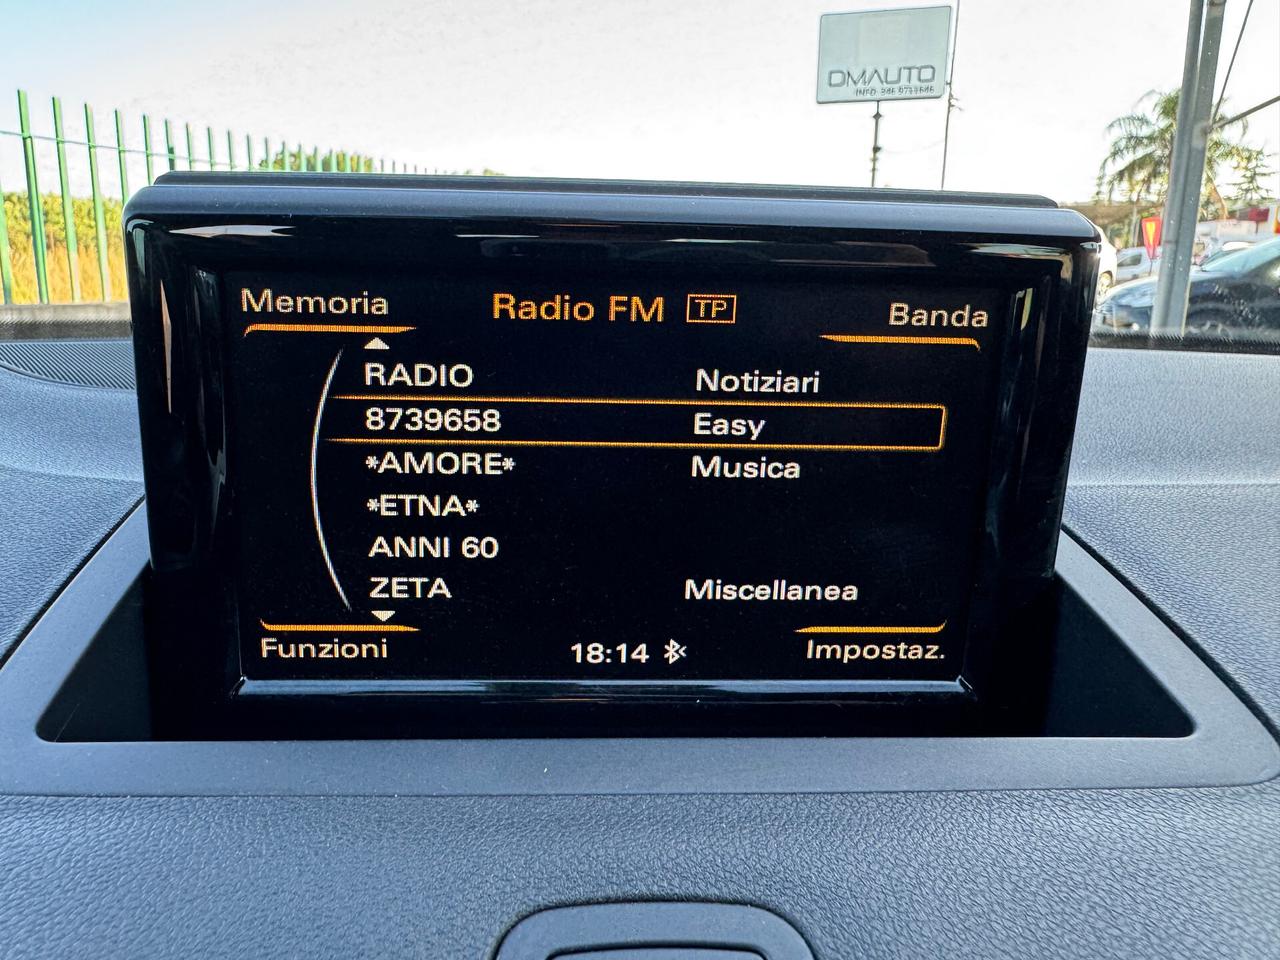 DMAUTO
Memoria Radio FM TP Banda
RADIO Notiziari
8739658 Easy
*AMORE* Musica
*ETNA*
ANNI 60
ZETA Miscellanea
Funzioni 18:14 Impostaz.